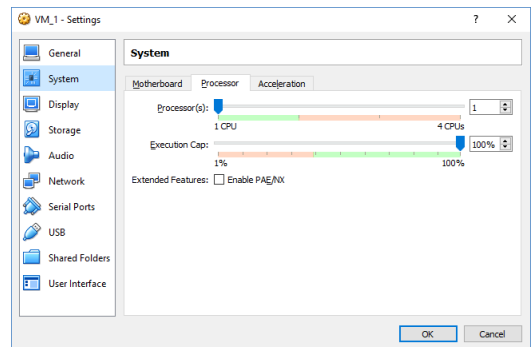 VM_1 - Settings
?
General
System
Display
Storage
Audio
Network
Serial Ports
USB
Shared Folders
User Interface
System
Motherboard Processor Acceleration
Processor(s): 1
1 CPU 4 CPUs
Execution Cap: 100%
1% 100%
Extended Features: Enable PAE/NX
OK Cancel